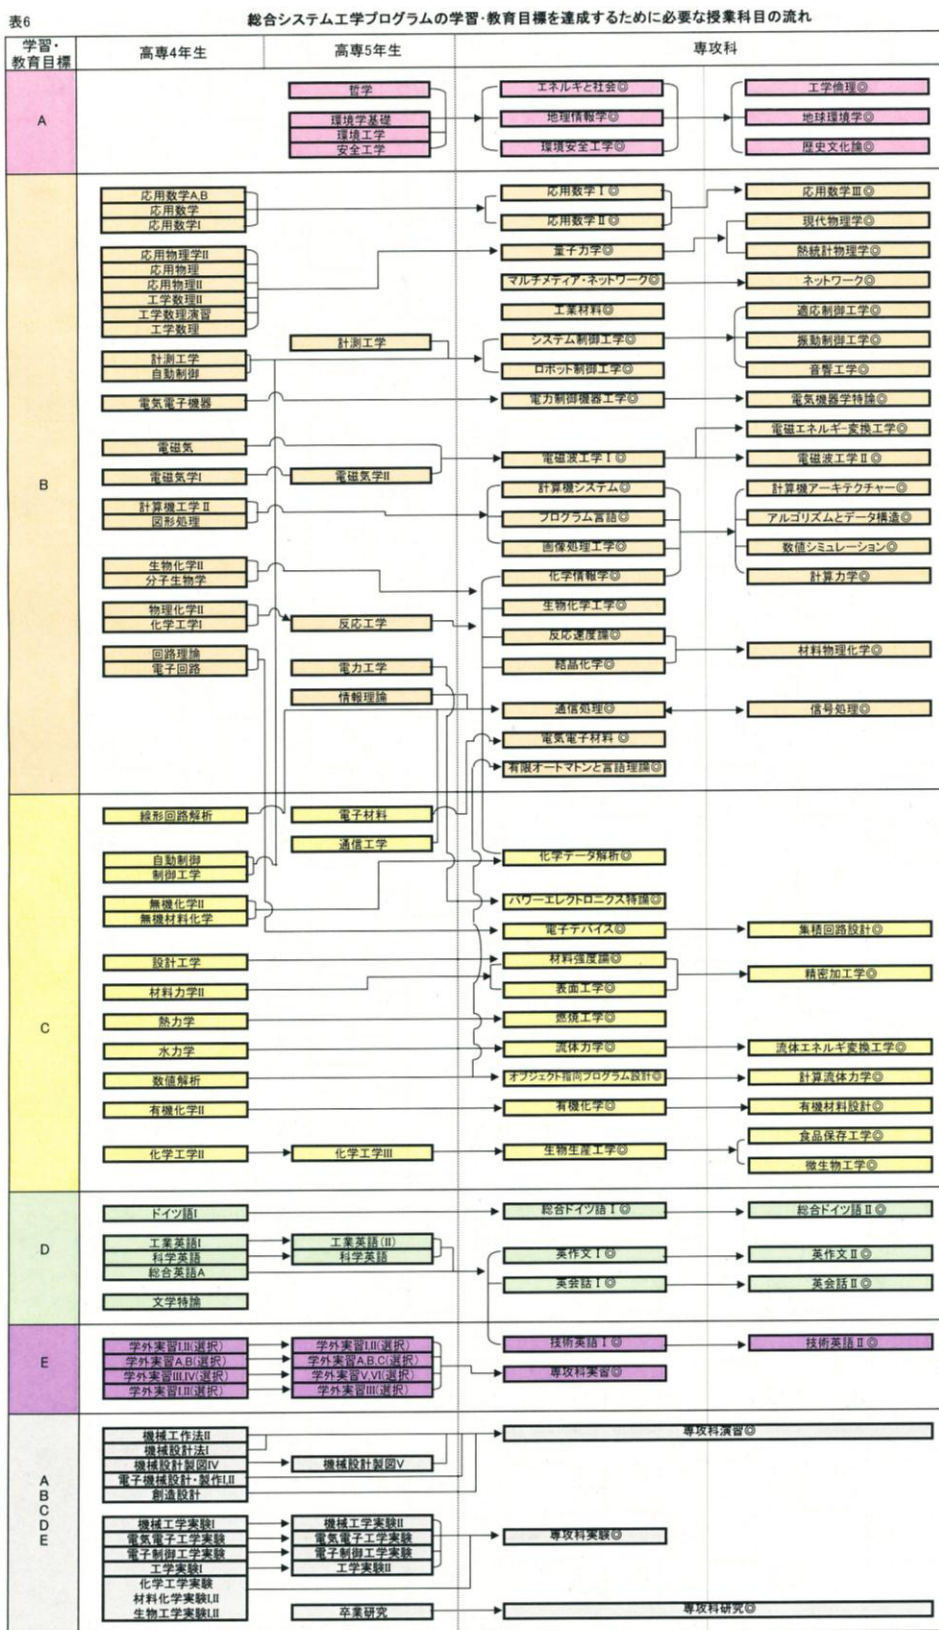 表6
総合システム工学プログラムの学習・教育目標を達成するために必要な授業科目の流れ
学習・教育目標
高専4年生
高専5年生
専攻科
A
哲学
環境学基礎
環境工学
安全工学
エネルギと社会◎
地理情報学◎
環境安全工学◎
工学倫理◎
地球環境学◎
歴史文化論◎
B
応用数学A,B
応用数学
応用数学I
応用物理学II
応用物理
応用物理II
工学数理II
工学数理演習
工学数理
計測工学
自動制御
電気電子機器
電磁気
電磁気学I
計算機工学II
図形処理
生物化学II
分子生物学
物理化学II
化学工学I
回路理論
電子回路
計測工学
電磁気学II
反応工学
電力工学
情報理論
応用数学I◎
応用数学II◎
量子力学◎
マルチメディア・ネットワーク◎
工業材料◎
システム制御工学◎
ロボット制御工学◎
電力制御機器工学◎
電磁波工学I◎
計算機システム◎
プログラム言語◎
画像処理工学◎
化学情報学◎
生物化学工学◎
反応速度論◎
結晶化学◎
通信処理◎
電気電子材料◎
有限オートマトンと言語理論◎
応用数学III◎
現代物理学◎
熱統計物理学◎
ネットワーク◎
適応制御工学◎
振動制御工学◎
音響工学◎
電気機器学特論◎
電磁エネルギー変換工学◎
電磁波工学II◎
計算機アーキテクチャー◎
アルゴリズムとデータ構造◎
数値シミュレーション◎
計算力学◎
材料物理化学◎
信号処理◎
C
線形回路解析
自動制御
制御工学
無機化学II
無機材料化学
設計工学
材料力学II
熱力学
水力学
数値解析
有機化学II
化学工学II
電子材料
通信工学
化学工学III
化学データ解析◎
パワーエレクトロニクス特論◎
電子デバイス◎
材料強度論◎
表面工学◎
燃焼工学◎
流体力学◎
オブジェクト指向プログラム設計◎
有機化学◎
生物生産工学◎
集積回路設計◎
精密加工学◎
流体エネルギ変換工学◎
計算流体力学◎
有機材料設計◎
食品保存工学◎
微生物工学◎
D
ドイツ語I
工業英語I
科学英語
総合英語A
文学特論
工業英語(II)
科学英語
総合ドイツ語I◎
英作文I◎
英会話I◎
総合ドイツ語II◎
英作文II◎
英会話II◎
E
学外実習I,II(選択)
学外実習A,B(選択)
学外実習III,IV(選択)
学外実習I,II(選択)
学外実習I,II(選択)
学外実習A,B,C(選択)
学外実習V,VI(選択)
学外実習III(選択)
技術英語I◎
専攻科実習◎
技術英語II◎
A
B
C
D
E
機械工作法II
機械設計法I
機械設計製図IV
電子機械設計・製作I,II
創造設計
機械工学実験I
電気電子工学実験
電子制御工学実験
工学実験I
化学工学実験
材料化学実験I,II
生物工学実験I,II
機械設計製図V
機械工学実験II
電気電子工学実験
電子制御工学実験
工学実験II
卒業研究
専攻科演習◎
専攻科実験◎
専攻科研究◎